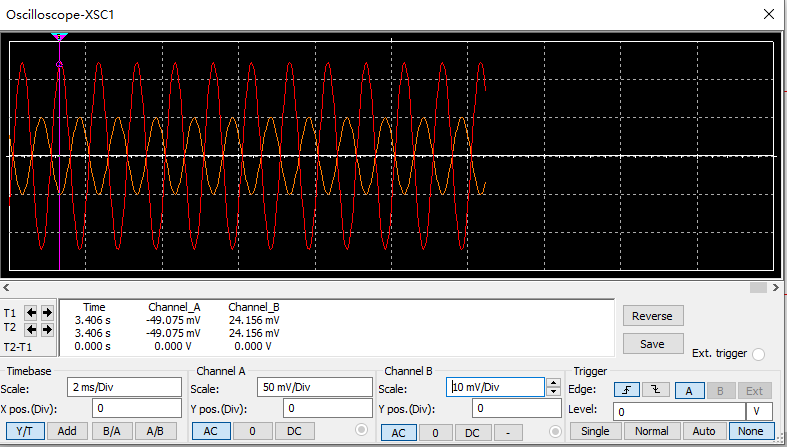 Oscilloscope-XSC1
T1
T2
T2-T1
Time Channel_A Channel_B
3.406 s -49.075 mV 24.156 mV
3.406 s -49.075 mV 24.156 mV
0.000 s 0.000 V 0.000 V
Reverse
Save
Ext. trigger
Timebase
Scale: 2 ms/Div
X pos.(Div): 0
Y/T Add B/A A/B
Channel A
Scale: 50 mV/Div
Y pos.(Div): 0
AC 0 DC
Channel B
Scale: 10 mV/Div
Y pos.(Div): 0
AC 0 DC -
Trigger
Edge: A B Ext
Level: 0 V
Single Normal Auto None